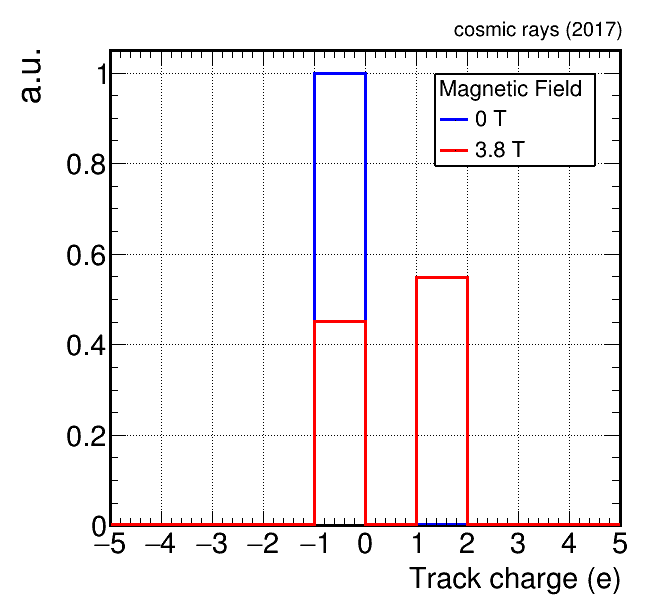 cosmic rays (2017)
a.u.
Magnetic Field
0 T
3.8 T
1
0.8
0.6
0.4
0.2
0
−5 −4 −3 −2 −1 0 1 2 3 4 5
Track charge (e)